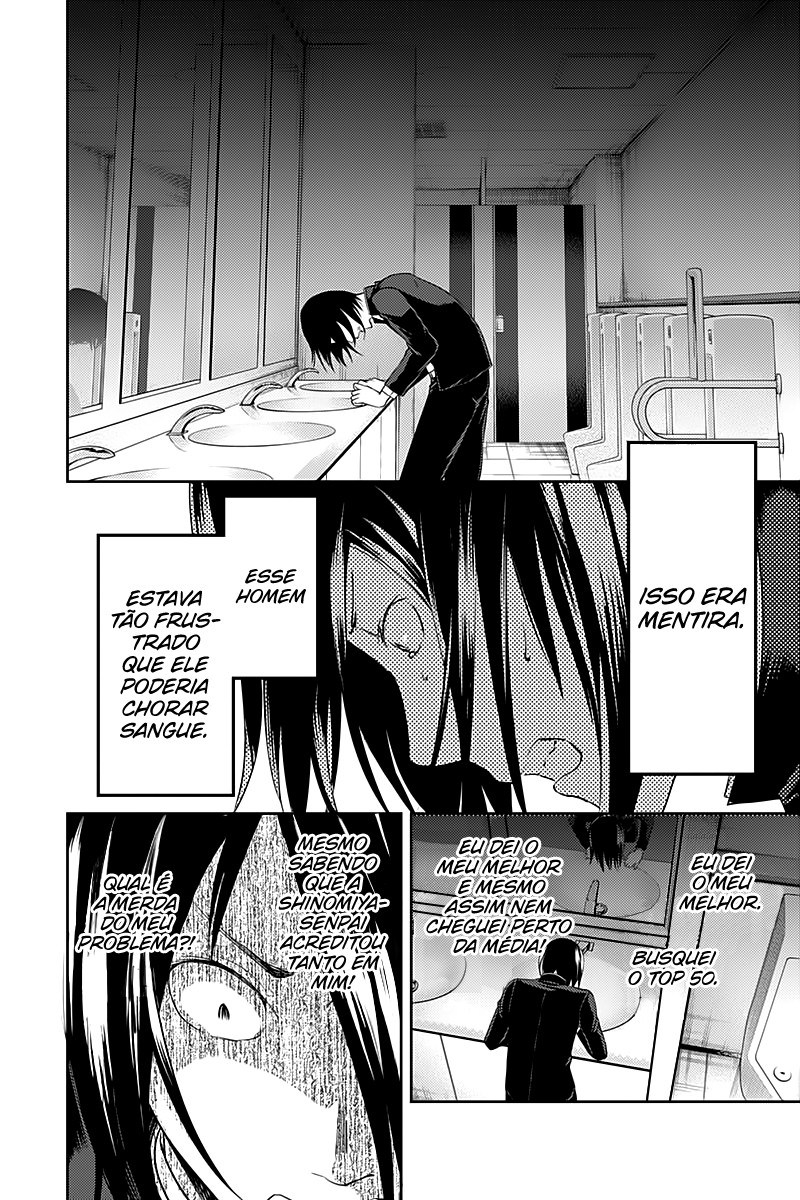 ISSO ERA
MENTIRA.
ESSE
HOMEM
ESTAVA
TÃO FRUS-
TRADO
QUE ELE
PODERIA
CHORAR
SANGUE.
EU DEI
O MEU
MELHOR.
BUSQUEI
O TOP 50.
EU DEI O
MEU MELHOR
E MESMO
ASSIM NEM
CHEGUEI PERTO
DA MÉDIA!
MESMO
SABENDO
QUE A
SHINOMIYA-
SENPAI
ACREDITOU
TANTO EM
MIM!
QUAL É
A MERDA
DO MEU
PROBLEMA?!